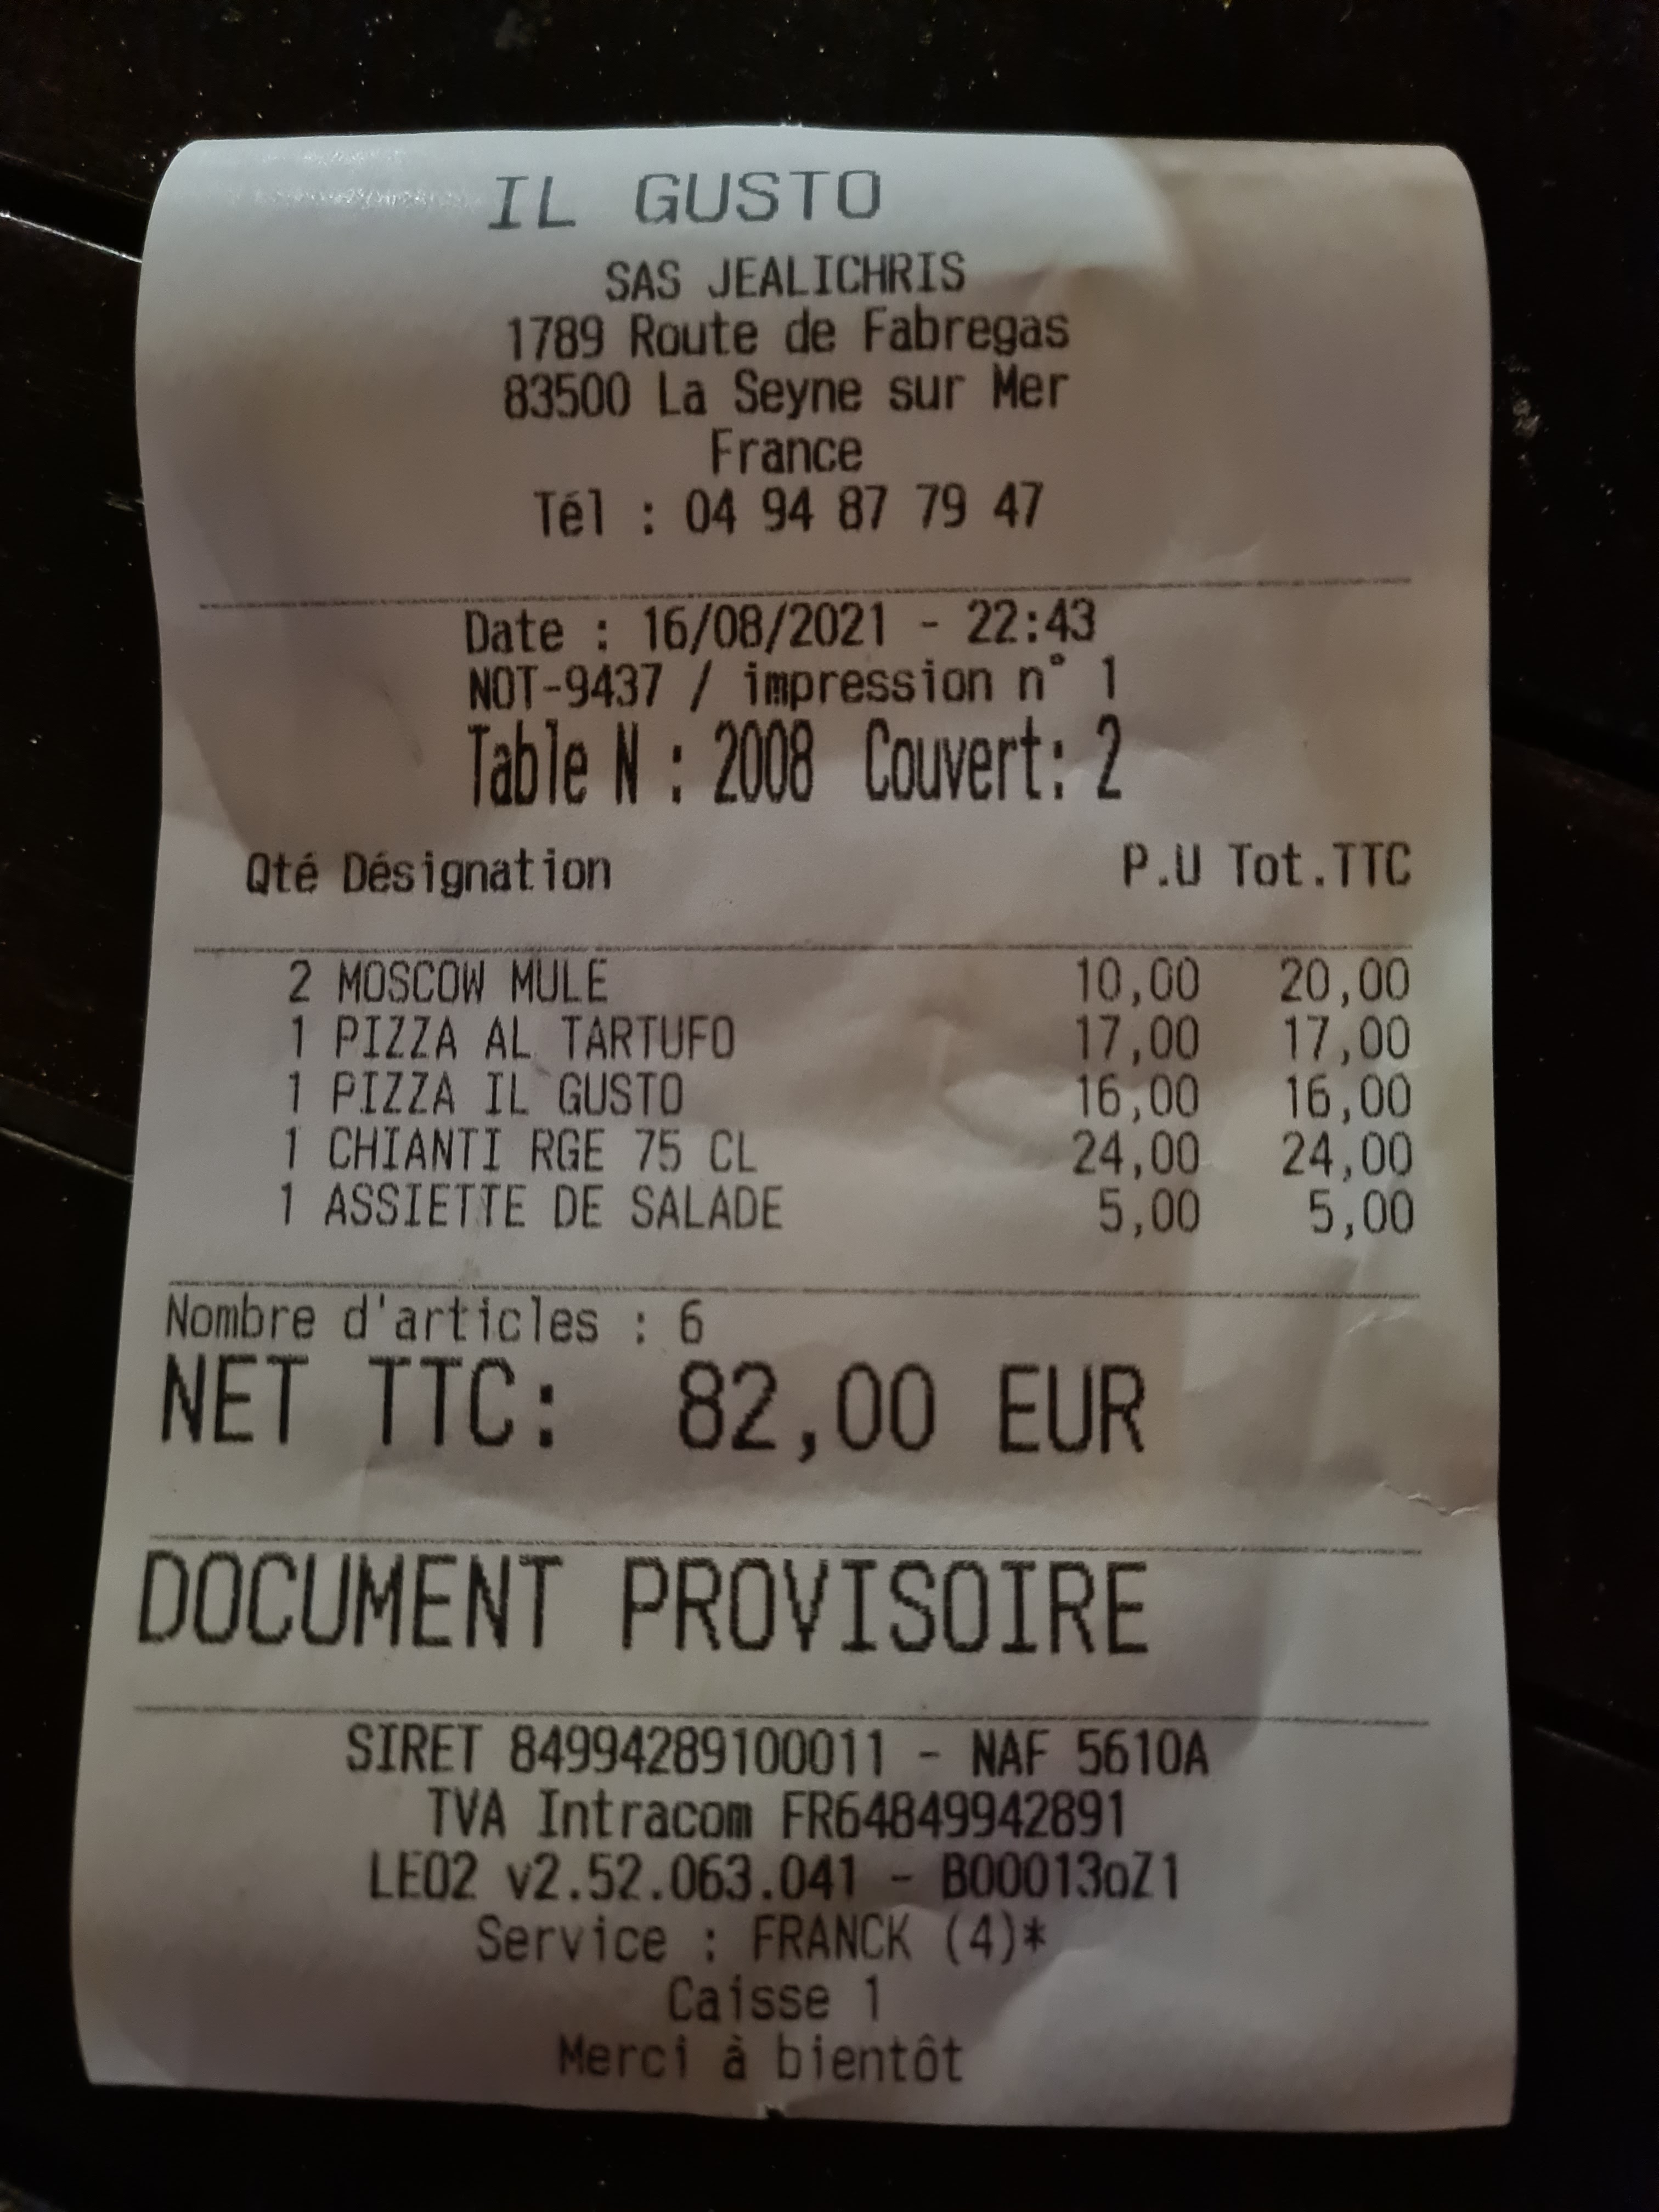 IL GUSTO
SAS JEALICHRIS
1789 Route de Fabregas
83500 La Seyne sur Mer
France
Tél : 04 94 87 79 47
Date : 16/08/2021 - 22:43
NOT-9437 / impression n° 1
Table N : 2008 Couvert: 2
Qté Désignation P.U Tot.TTC
2 MOSCOW MULE 10,00 20,00
1 PIZZA AL TARTUFO 17,00 17,00
1 PIZZA IL GUSTO 16,00 16,00
1 CHIANTI RGE 75 CL 24,00 24,00
1 ASSIETTE DE SALADE 5,00 5,00
Nombre d'articles : 6
NET TTC: 82,00 EUR
DOCUMENT PROVISOIRE
SIRET 84994289100011 - NAF 5610A
TVA Intracom FR64849942891
LEO2 v2.52.063.041 - B00013oZ1
Service : FRANCK (4)*
Caisse 1
Merci à bientôt